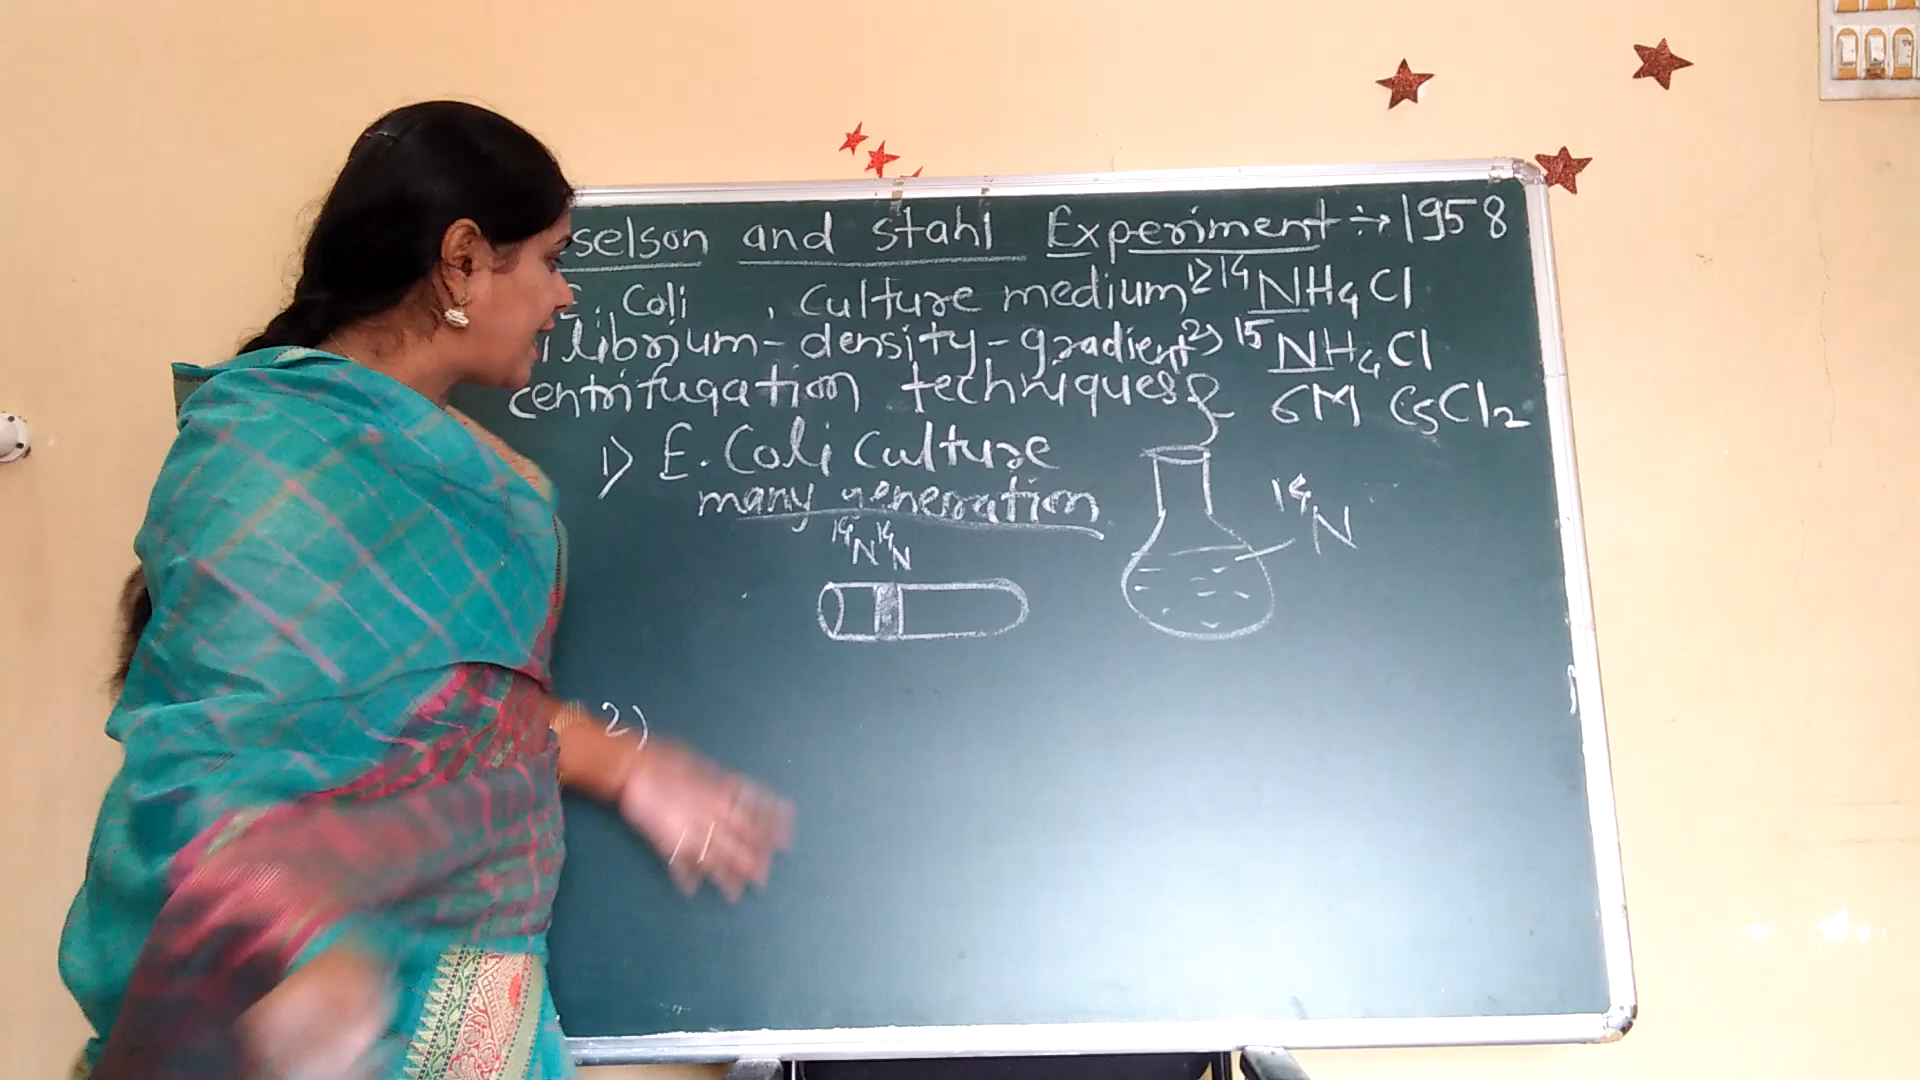 selson and stahl Experiment :→ 1958
E. Coli , Culture medium 1) ¹⁴NH₄Cl
ilibrium-density-gradient 2) ¹⁵NH₄Cl
centrifugation techniques 6M CsCl₂
1) E. Coli Culture
many generation
¹⁴N ¹⁴N
¹⁴N
2)